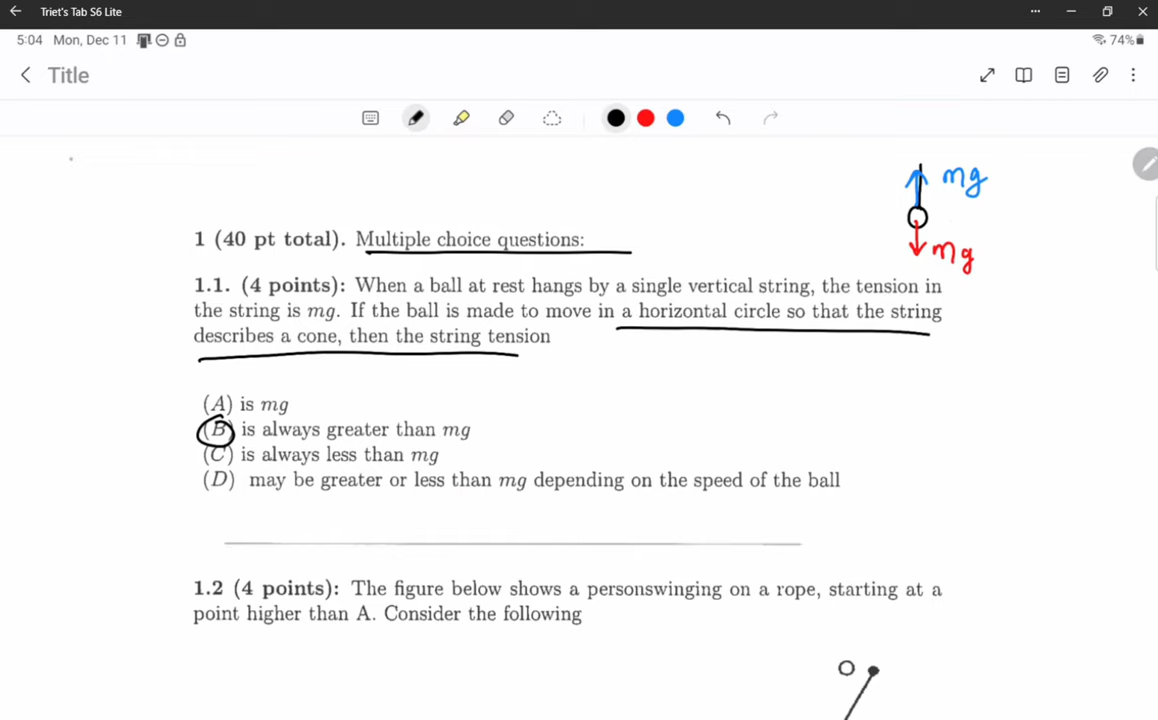 Triet's Tab S6 Lite
5:04 Mon, Dec 11
74%
Title
mg
mg
1 (40 pt total). Multiple choice questions:
1.1. (4 points): When a ball at rest hangs by a single vertical string, the tension in
the string is mg. If the ball is made to move in a horizontal circle so that the string
describes a cone, then the string tension
(A) is mg
(B) is always greater than mg
(C) is always less than mg
(D) may be greater or less than mg depending on the speed of the ball
1.2 (4 points): The figure below shows a personswinging on a rope, starting at a
point higher than A. Consider the following
O